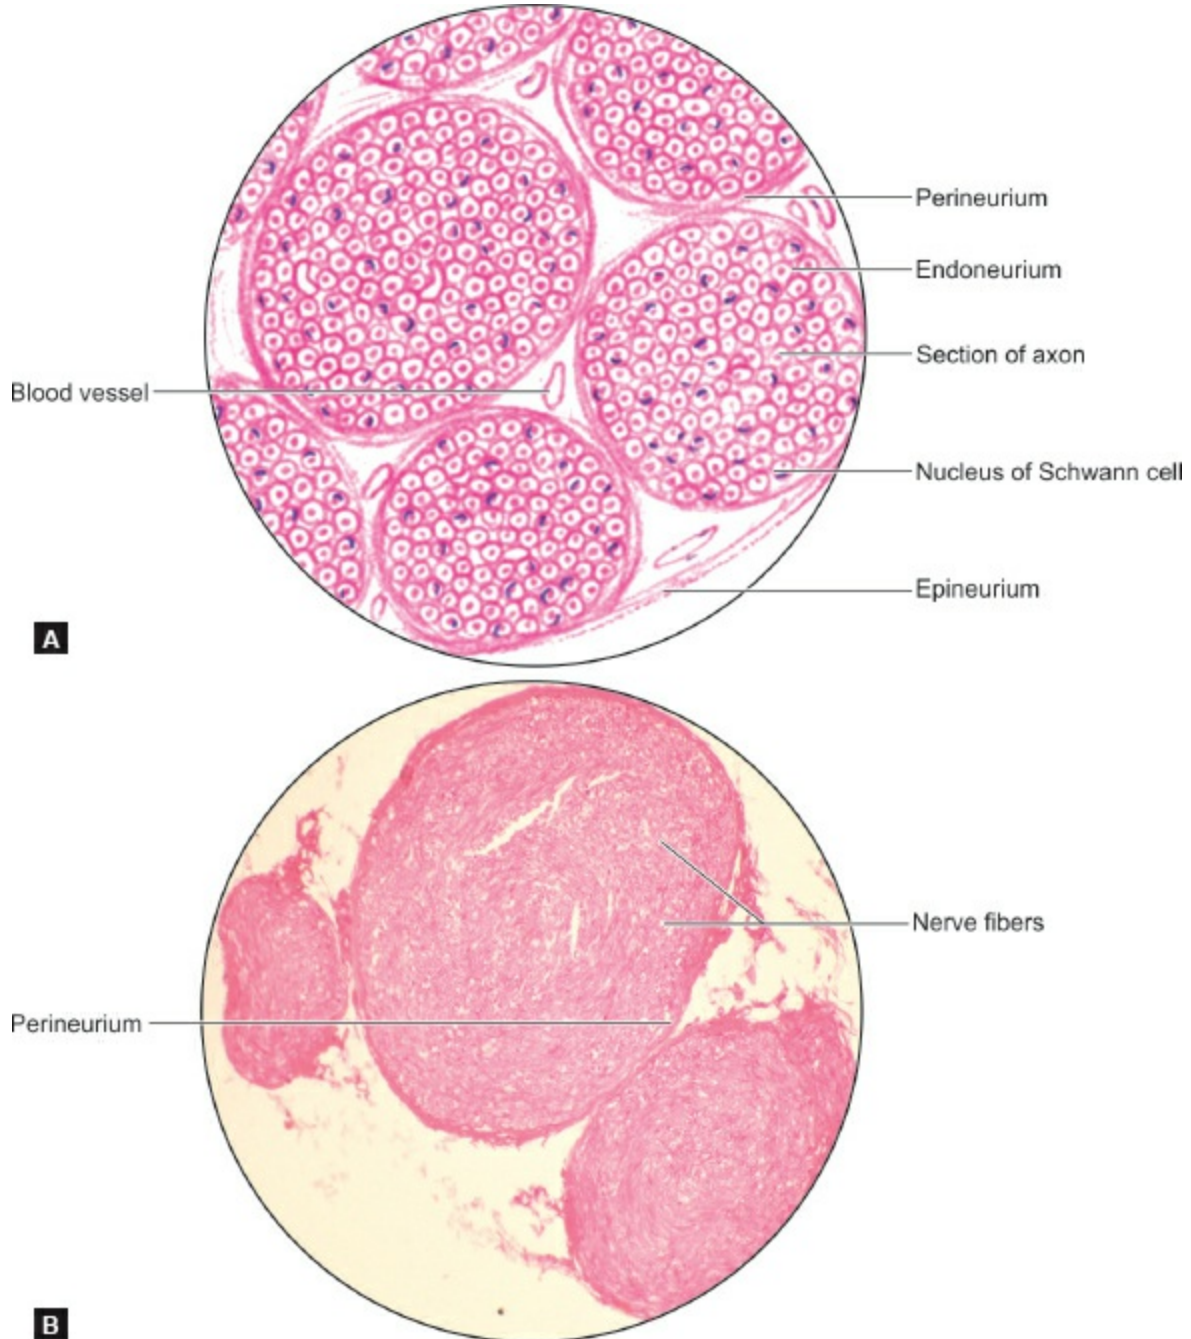 Perineurium
Endoneurium
Section of axon
Blood vessel
Nucleus of Schwann cell
Epineurium
A
Nerve fibers
Perineurium
B